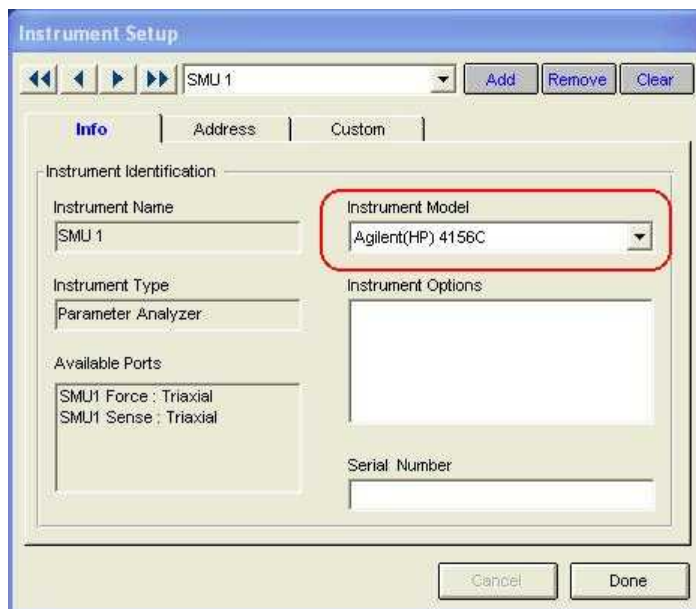 Instrument Setup
SMU 1
Add
Remove
Clear
Info
Address
Custom
Instrument Identification
Instrument Name
SMU 1
Instrument Model
Agilent(HP) 4156C
Instrument Type
Parameter Analyzer
Instrument Options
Available Ports
SMU1 Force : Triaxial
SMU1 Sense : Triaxial
Serial Number
Cancel
Done